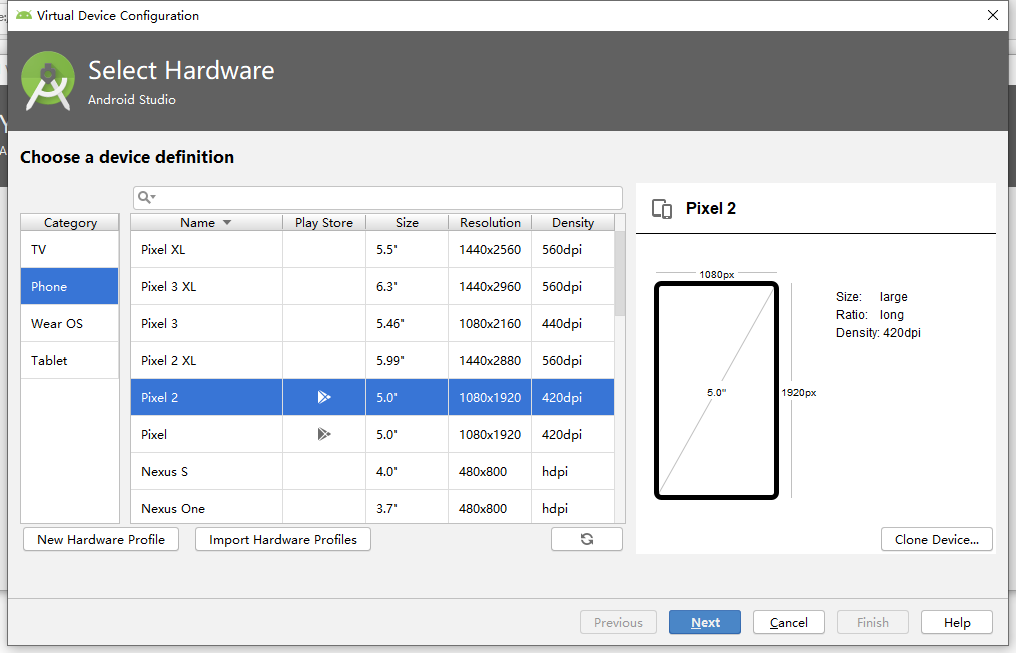 Virtual Device Configuration
Select Hardware
Android Studio
Choose a device definition
Category
TV
Phone
Wear OS
Tablet
Name Play Store Size Resolution Density
Pixel XL 5.5" 1440x2560 560dpi
Pixel 3 XL 6.3" 1440x2960 560dpi
Pixel 3 5.46" 1080x2160 440dpi
Pixel 2 XL 5.99" 1440x2880 560dpi
Pixel 2 5.0" 1080x1920 420dpi
Pixel 5.0" 1080x1920 420dpi
Nexus S 4.0" 480x800 hdpi
Nexus One 3.7" 480x800 hdpi
New Hardware Profile Import Hardware Profiles
Pixel 2
1080px
5.0"
1920px
Size: large
Ratio: long
Density: 420dpi
Clone Device...
Previous Next Cancel Finish Help